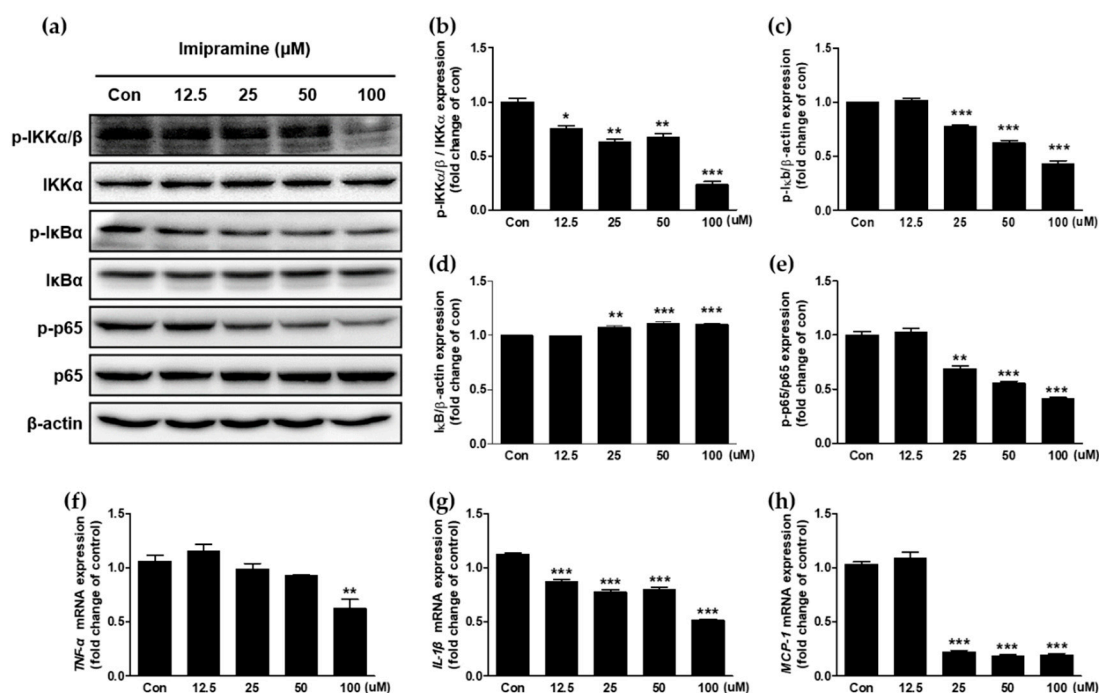 (a)
Imipramine (μM)
Con 12.5 25 50 100
p-IKKα/β
IKKα
p-IκBα
IκBα
p-p65
p65
β-actin
(b)
p-IKKα/β / IKKα expression
(fold change of con)
1.5
1.0
0.5
0.0
* ** ** ***
Con 12.5 25 50 100 (uM)
(c)
p-Iκb/β-actin expression
(fold change of con)
1.5
1.0
0.5
0.0
*** *** ***
Con 12.5 25 50 100 (uM)
(d)
IκB/β-actin expression
(fold change of con)
1.5
1.0
0.5
0.0
** *** ***
Con 12.5 25 50 100 (uM)
(e)
p-p65/p65 expression
(fold change of con)
1.5
1.0
0.5
0.0
** *** ***
Con 12.5 25 50 100 (uM)
(f)
TNF-α mRNA expression
(fold change of control)
1.5
1.0
0.5
0.0
**
Con 12.5 25 50 100 (uM)
(g)
IL-1β mRNA expression
(fold change of control)
1.5
1.0
0.5
0.0
*** *** *** ***
Con 12.5 25 50 100 (uM)
(h)
MCP-1 mRNA expression
(fold change of control)
1.5
1.0
0.5
0.0
*** *** ***
Con 12.5 25 50 100 (uM)